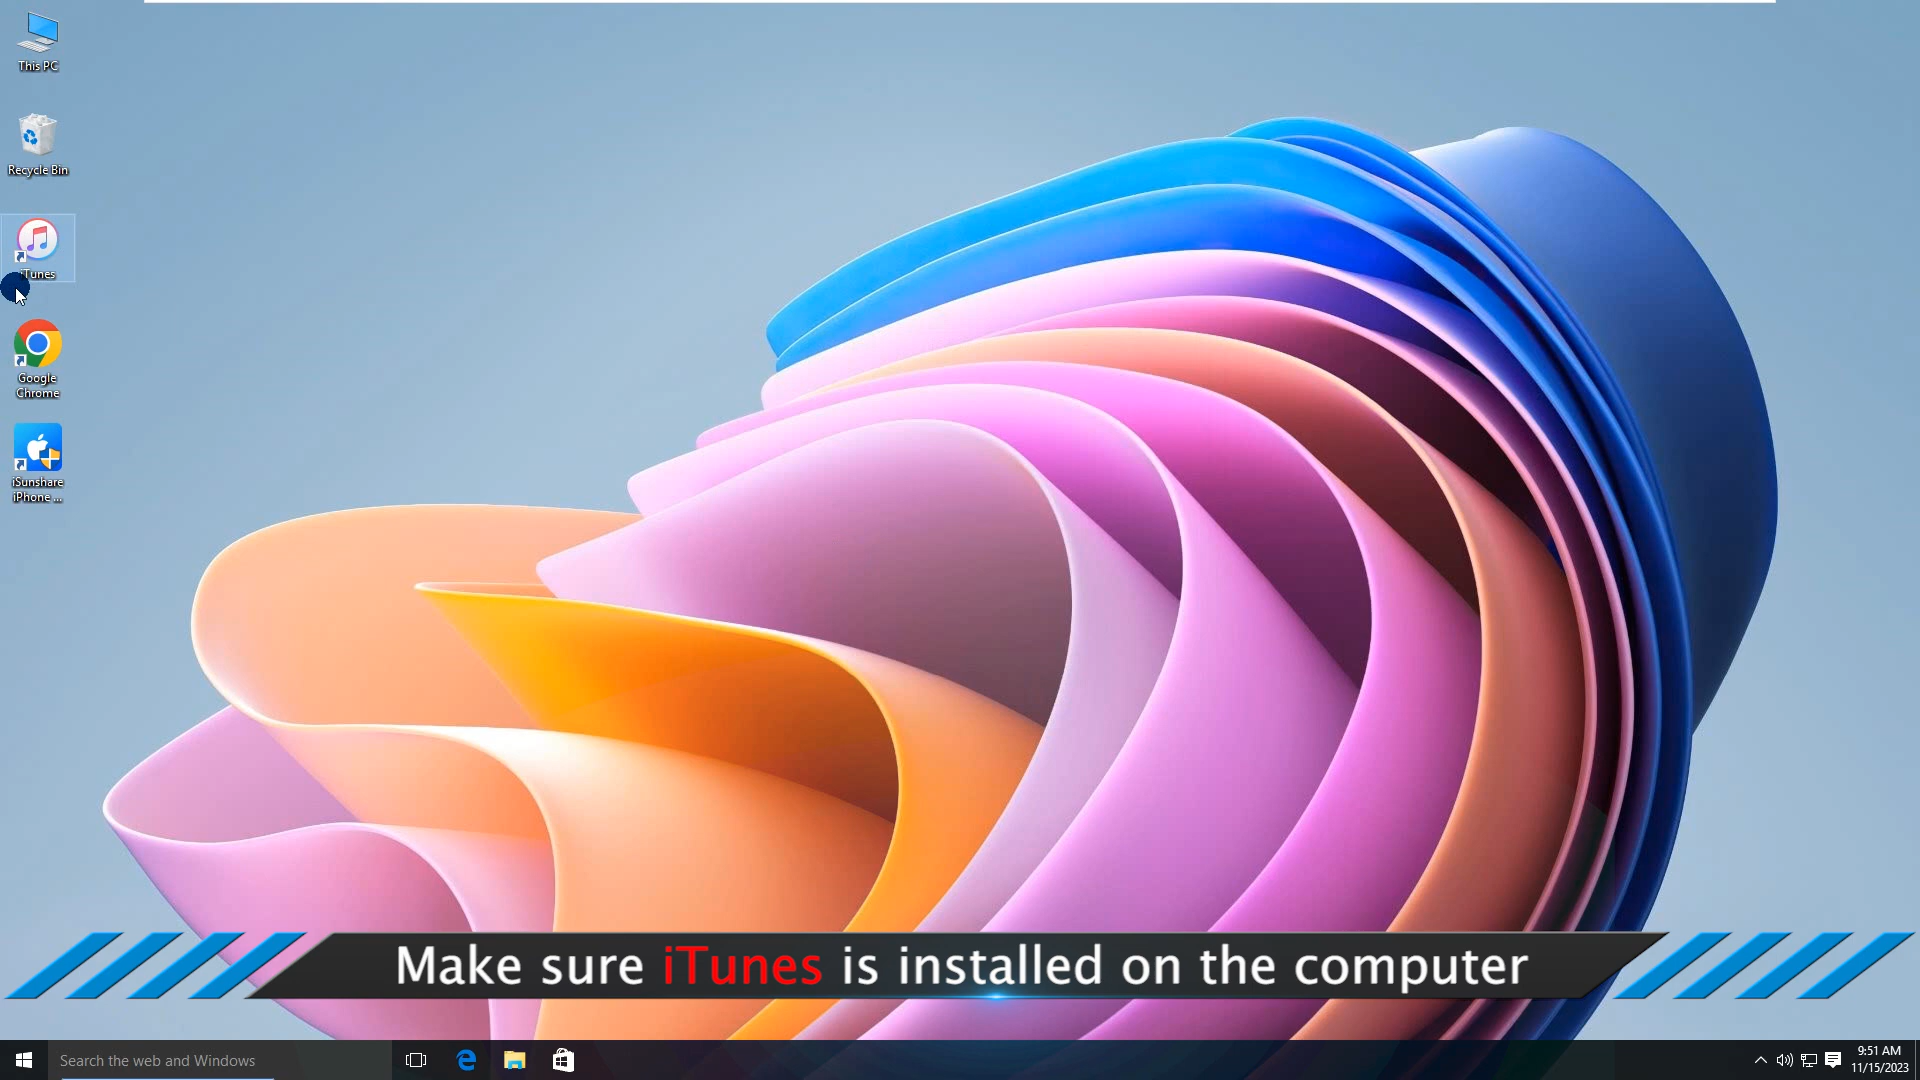 This PC
Recycle Bin
iTunes
Google
Chrome
iSunshare
iPhone ...
Make sure iTunes is installed on the computer
Search the web and Windows
9:51 AM
11/15/2023